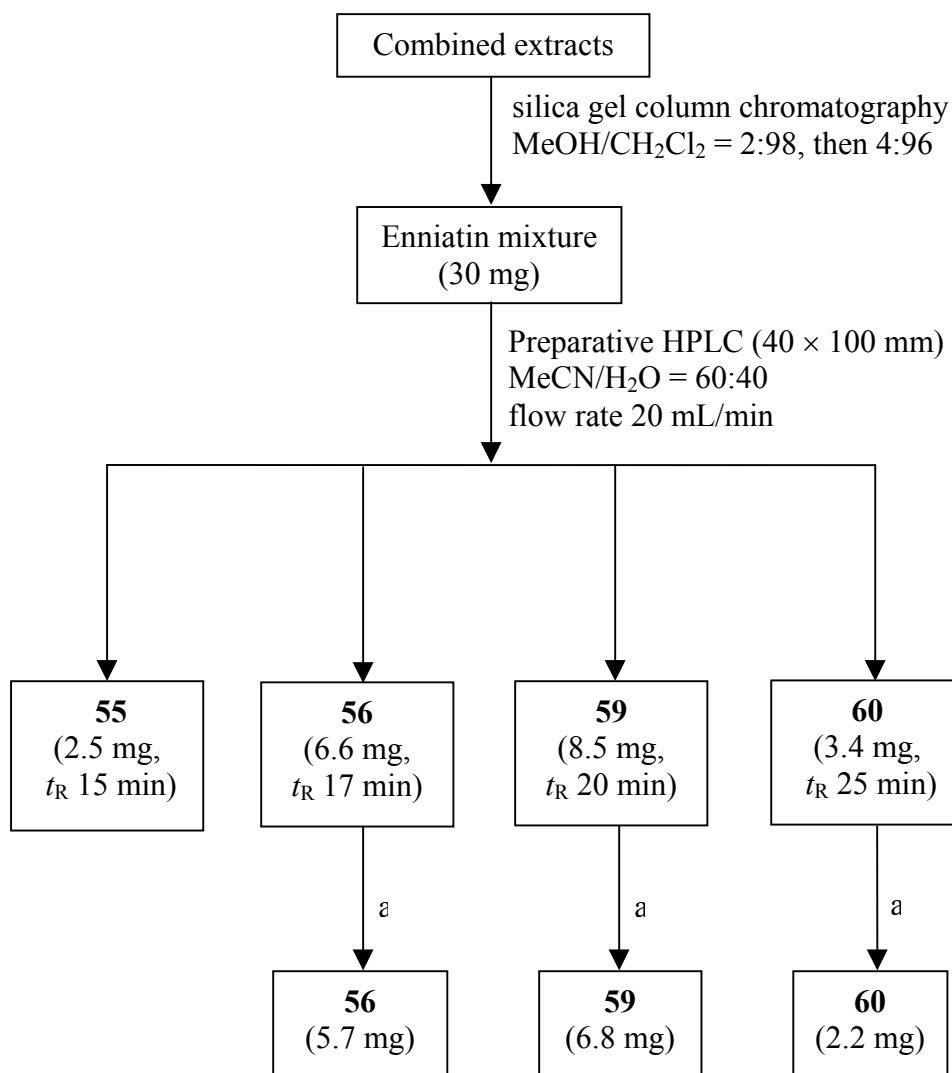 Combined extracts
silica gel column chromatography
MeOH/CH₂Cl₂ = 2:98, then 4:96
Enniatin mixture
(30 mg)
Preparative HPLC (40 × 100 mm)
MeCN/H₂O = 60:40
flow rate 20 mL/min
55
(2.5 mg,
tR 15 min)
56
(6.6 mg,
tR 17 min)
59
(8.5 mg,
tR 20 min)
60
(3.4 mg,
tR 25 min)
a
a
a
56
(5.7 mg)
59
(6.8 mg)
60
(2.2 mg)